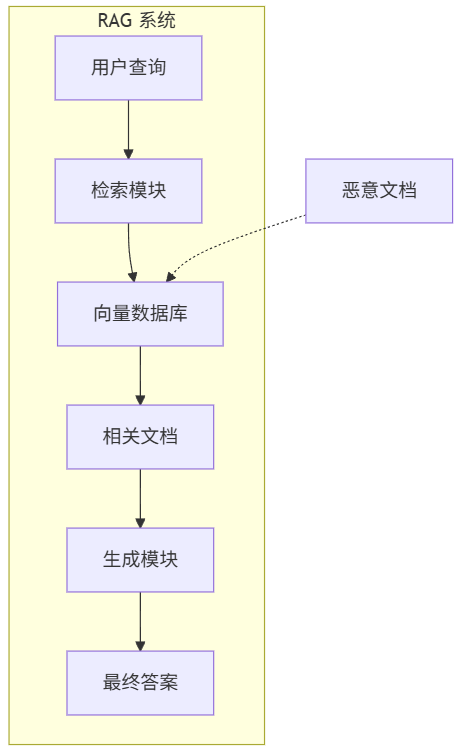 RAG 系统
用户查询
检索模块
恶意文档
向量数据库
相关文档
生成模块
最终答案